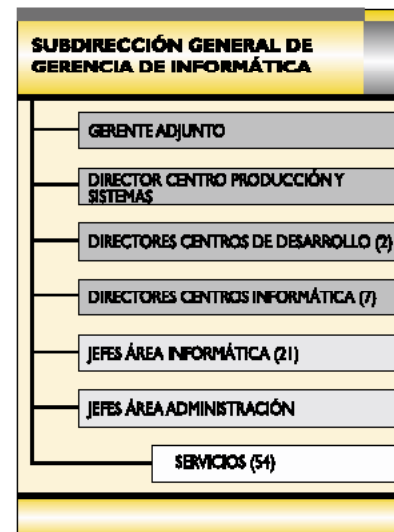 SUBDIRECCIÓN GENERAL DE
GERENCIA DE INFORMÁTICA
GERENTE ADJUNTO
DIRECTOR CENTRO PRODUCCIÓN Y
SISTEMAS
DIRECTORES CENTROS DE DESARROLLO (2)
DIRECTORES CENTROS INFORMÁTICA (7)
JEFES ÁREA INFORMÁTICA (21)
JEFES ÁREA ADMINISTRACIÓN
SERVICIOS (54)